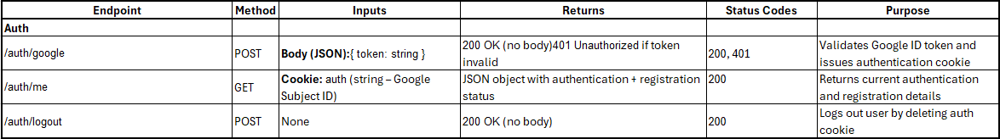 Endpoint Method Inputs Returns Status Codes Purpose
Auth
/auth/google POST Body (JSON):{ token: string } 200 OK (no body)401 Unauthorized if token invalid 200, 401 Validates Google ID token and issues authentication cookie
/auth/me GET Cookie: auth (string – Google Subject ID) JSON object with authentication + registration status 200 Returns current authentication and registration details
/auth/logout POST None 200 OK (no body) 200 Logs out user by deleting auth cookie